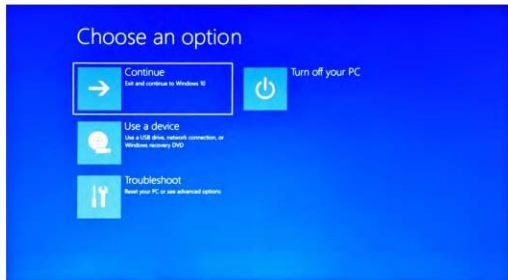 Choose an option
Continue
Exit and continue to Windows 10
Turn off your PC
Use a device
Use a USB drive, network connection, or
Windows recovery DVD
Troubleshoot
Reset your PC or see advanced options